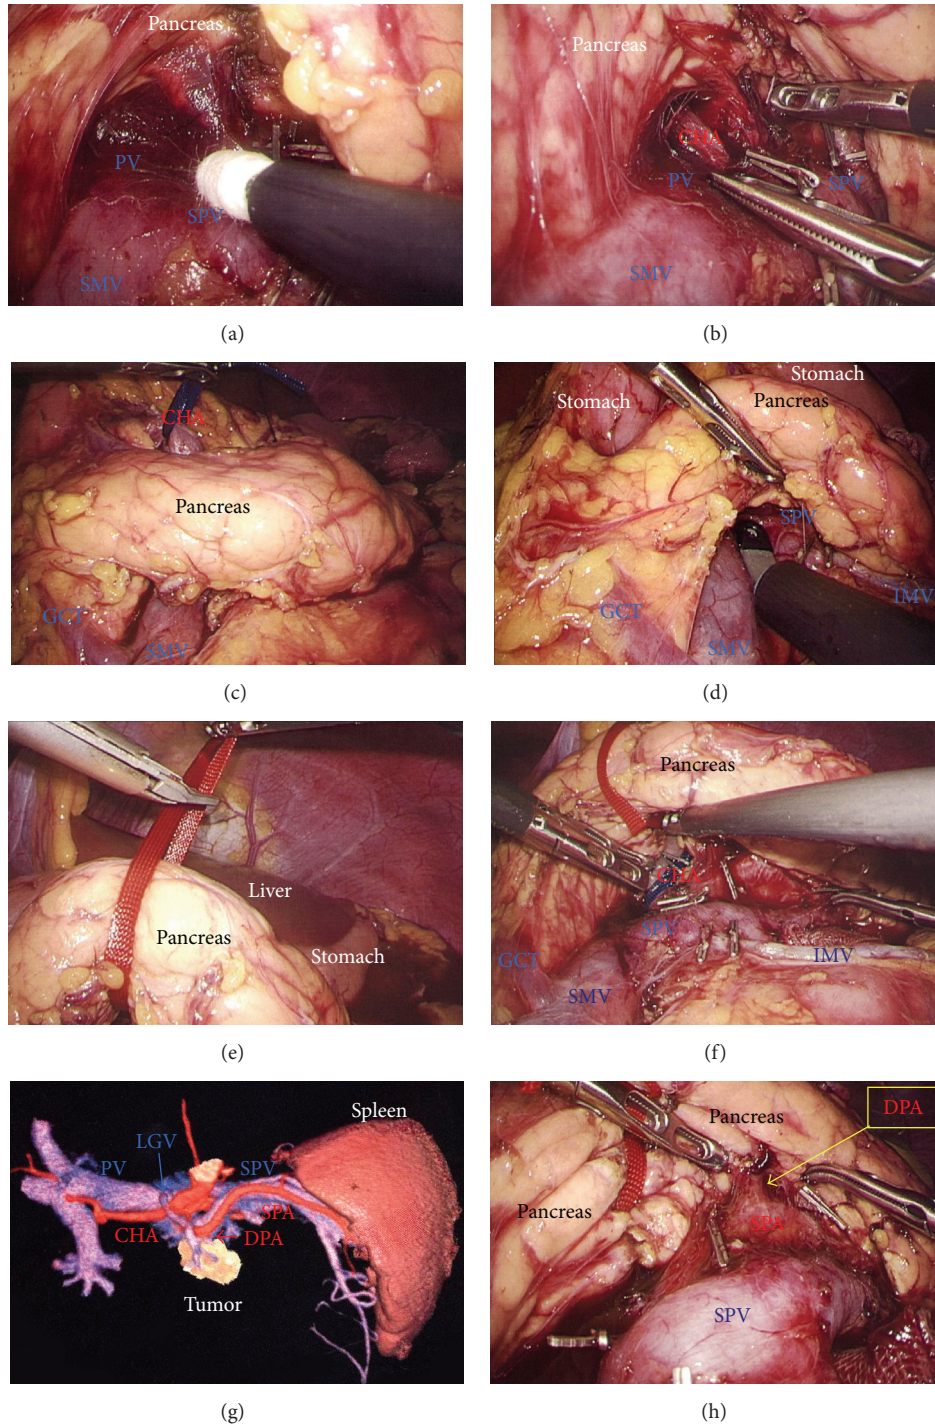 Pancreas
PV
SPV
SMV
(a)
Pancreas
CHA
PV
SPV
SMV
(b)
CHA
Pancreas
GCT
SMV
(c)
Stomach
Stomach
Pancreas
SPV
GCT
IMV
SMV
(d)
Liver
Pancreas
Stomach
(e)
Pancreas
CHA
SPV
GCT
IMV
SMV
(f)
Spleen
LGV
PV
SPV
SPA
CHA
DPA
Tumor
(g)
Pancreas
DPA
Pancreas
SPA
SPV
(h)